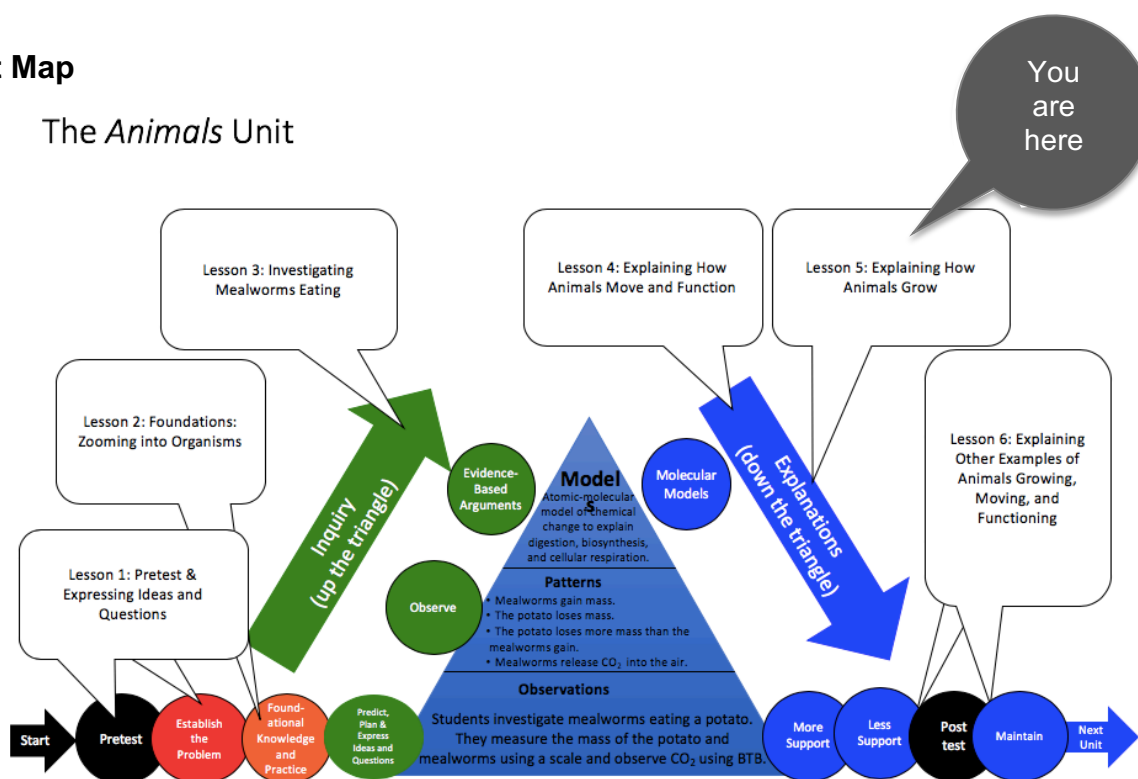 Map
The Animals Unit
You
are
here
Lesson 3: Investigating
Mealworms Eating
Lesson 4: Explaining How
Animals Move and Function
Lesson 5: Explaining How
Animals Grow
Lesson 2: Foundations:
Zooming into Organisms
Lesson 6: Explaining
Other Examples of
Animals Growing,
Moving, and
Functioning
Lesson 1: Pretest &
Expressing Ideas and
Questions
Inquiry
(up the triangle)
Evidence-
Based
Arguments
Observe
Model
s
Atomic-molecular
model of chemical
change to explain
digestion, biosynthesis,
and cellular respiration.
Patterns
• Mealworms gain mass.
• The potato loses mass.
• The potato loses more mass than the
mealworms gain.
• Mealworms release CO₂ into the air.
Observations
Students investigate mealworms eating a potato.
They measure the mass of the potato and
mealworms using a scale and observe CO₂ using BTB.
Molecular
Models
Explanations
(down the triangle)
Start
Pretest
Establish
the
Problem
Found-
ational
Knowledge
and
Practice
Predict,
Plan &
Express
Ideas and
Questions
More
Support
Less
Support
Post
test
Maintain
Next
Unit